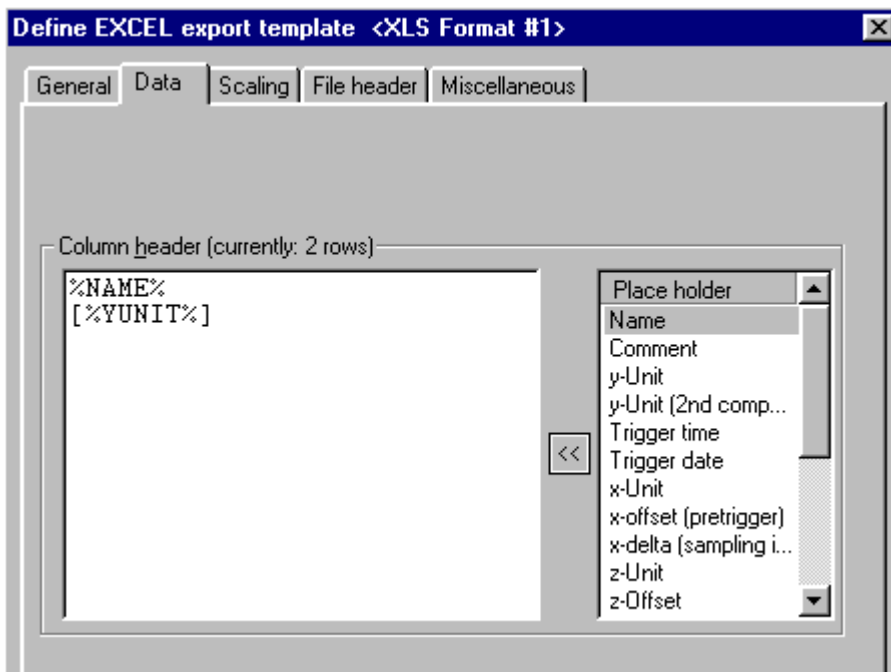 Define EXCEL export template <XLS Format #1>
General Data Scaling File header Miscellaneous
Column header (currently: 2 rows)
%NAME%
[%YUNIT%]
<<
Place holder
Name
Comment
y-Unit
y-Unit (2nd comp...
Trigger time
Trigger date
x-Unit
x-offset (pretrigger)
x-delta (sampling i...
z-Unit
z-Offset